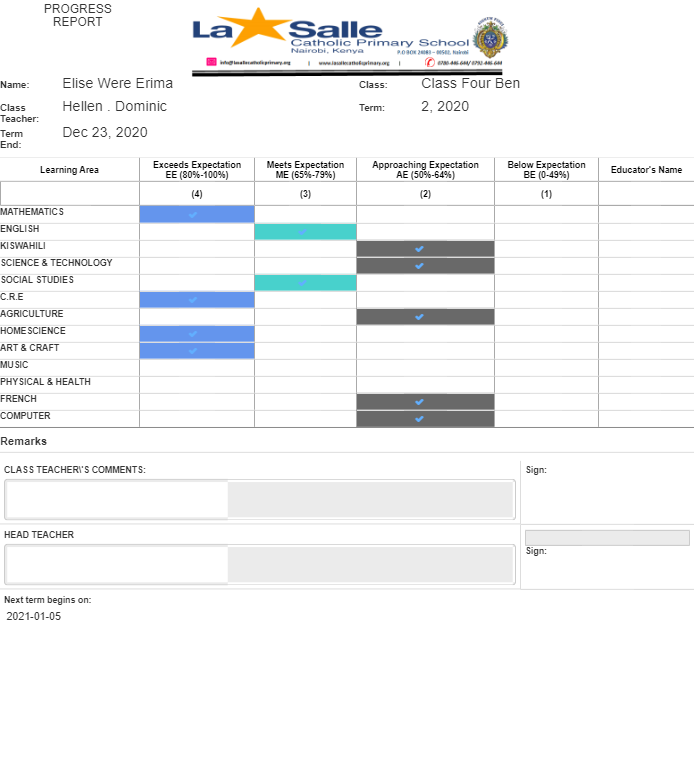 PROGRESS
REPORT
La Salle
Catholic Primary School
Nairobi, Kenya
P.O BOX 24083 – 00502, Nairobi
info@lasallecatholicprimary.org | www.lasallecatholicprimary.org | 0780-446-644/ 0792-446-644
Name: Elise Were Erima Class: Class Four Ben
Class Teacher: Hellen . Dominic Term: 2, 2020
Term End: Dec 23, 2020
Learning Area Exceeds Expectation EE (80%-100%) Meets Expectation ME (65%-79%) Approaching Expectation AE (50%-64%) Below Expectation BE (0-49%) Educator's Name
(4) (3) (2) (1)
MATHEMATICS
ENGLISH
KISWAHILI
SCIENCE & TECHNOLOGY
SOCIAL STUDIES
C.R.E
AGRICULTURE
HOMESCIENCE
ART & CRAFT
MUSIC
PHYSICAL & HEALTH
FRENCH
COMPUTER
Remarks
CLASS TEACHER\'S COMMENTS: Sign:
HEAD TEACHER
Sign:
Next term begins on:
2021-01-05